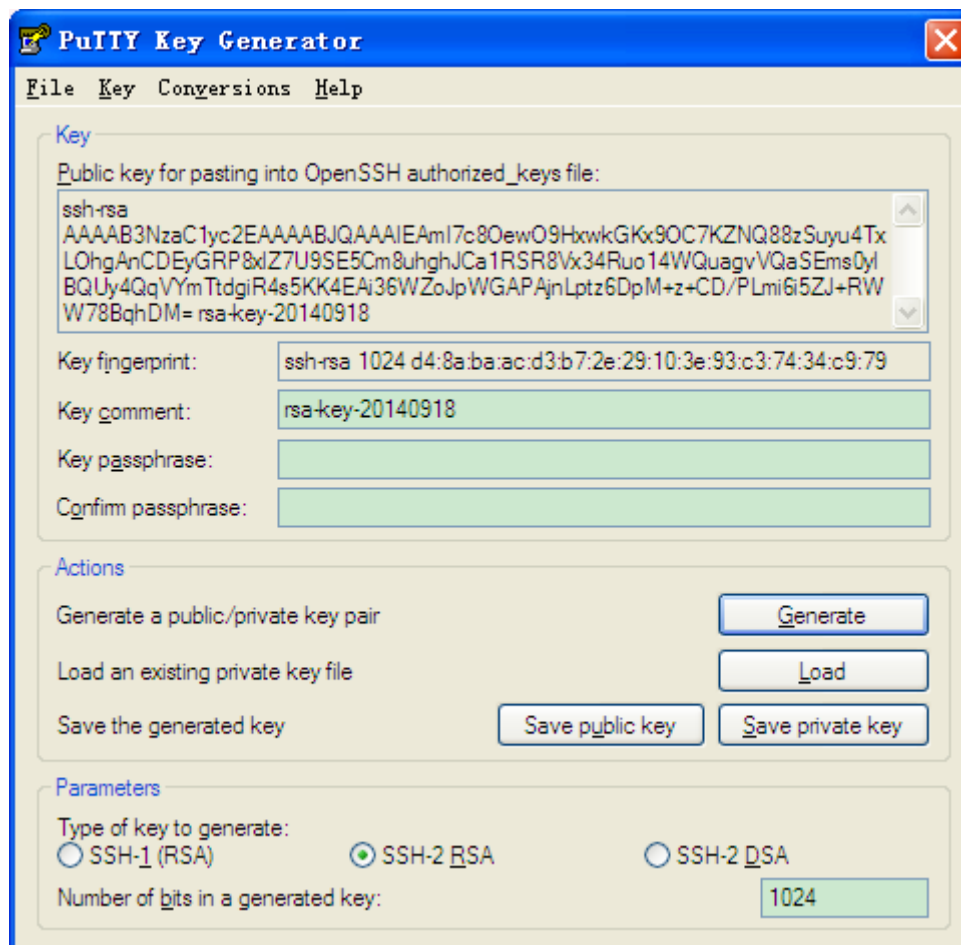 PuTTY Key Generator
File Key Conversions Help
Key
Public key for pasting into OpenSSH authorized_keys file:
ssh-rsa
AAAAB3NzaC1yc2EAAAABJQAAAIEAmI7c8OewO9HxwkGKx9OC7KZNQ88zSuyu4Tx
LOhgAnCDEyGRP8xlZ7U9SE5Cm8uhghJCa1RSR8Vx34Ruo14WQuagvVQaSEms0yl
BQUy4QqVYmTtdgiR4s5KK4EAi36WZoJpWGAPAjnLptz6DpM+z+CD/PLmi6i5ZJ+RW
W78BqhDM= rsa-key-20140918
Key fingerprint: ssh-rsa 1024 d4:8a:ba:ac:d3:b7:2e:29:10:3e:93:c3:74:34:c9:79
Key comment: rsa-key-20140918
Key passphrase:
Confirm passphrase:
Actions
Generate a public/private key pair Generate
Load an existing private key file Load
Save the generated key Save public key Save private key
Parameters
Type of key to generate:
SSH-1 (RSA) SSH-2 RSA SSH-2 DSA
Number of bits in a generated key: 1024